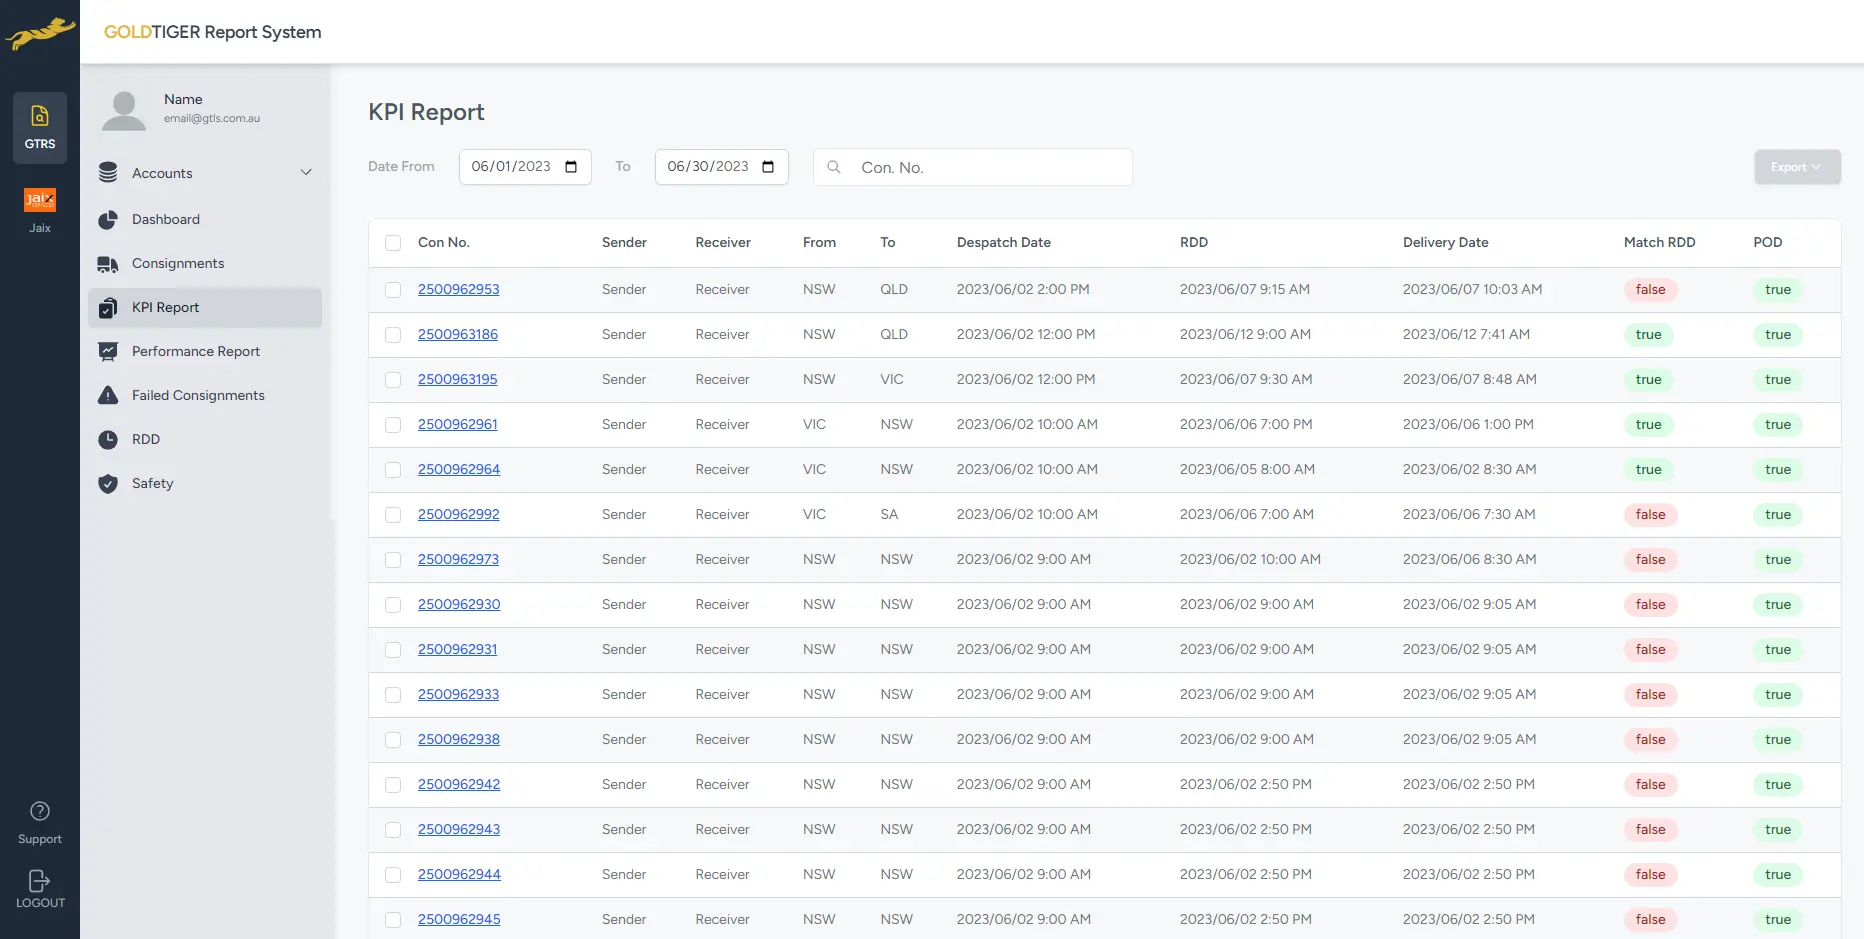 GOLDTIGER Report System
GTRS
jaix
Jaix
Support
LOGOUT
Name
email@gtls.com.au
Accounts
Dashboard
Consignments
KPI Report
Performance Report
Failed Consignments
RDD
Safety
KPI Report
Date From 06/01/2023 To 06/30/2023 Con. No. Export
Con No. Sender Receiver From To Despatch Date RDD Delivery Date Match RDD POD
2500962953 Sender Receiver NSW QLD 2023/06/02 2:00 PM 2023/06/07 9:15 AM 2023/06/07 10:03 AM false true
2500963186 Sender Receiver NSW QLD 2023/06/02 12:00 PM 2023/06/12 9:00 AM 2023/06/12 7:41 AM true true
2500963195 Sender Receiver NSW VIC 2023/06/02 12:00 PM 2023/06/07 9:30 AM 2023/06/07 8:48 AM true true
2500962961 Sender Receiver VIC NSW 2023/06/02 10:00 AM 2023/06/06 7:00 PM 2023/06/06 1:00 PM true true
2500962964 Sender Receiver VIC NSW 2023/06/02 10:00 AM 2023/06/05 8:00 AM 2023/06/02 8:30 AM true true
2500962992 Sender Receiver VIC SA 2023/06/02 10:00 AM 2023/06/06 7:00 AM 2023/06/06 7:30 AM false true
2500962973 Sender Receiver NSW NSW 2023/06/02 9:00 AM 2023/06/02 10:00 AM 2023/06/06 8:30 AM false true
2500962930 Sender Receiver NSW NSW 2023/06/02 9:00 AM 2023/06/02 9:00 AM 2023/06/02 9:05 AM false true
2500962931 Sender Receiver NSW NSW 2023/06/02 9:00 AM 2023/06/02 9:00 AM 2023/06/02 9:05 AM false true
2500962933 Sender Receiver NSW NSW 2023/06/02 9:00 AM 2023/06/02 9:00 AM 2023/06/02 9:05 AM false true
2500962938 Sender Receiver NSW NSW 2023/06/02 9:00 AM 2023/06/02 9:00 AM 2023/06/02 9:05 AM false true
2500962942 Sender Receiver NSW NSW 2023/06/02 9:00 AM 2023/06/02 2:50 PM 2023/06/02 2:50 PM false true
2500962943 Sender Receiver NSW NSW 2023/06/02 9:00 AM 2023/06/02 2:50 PM 2023/06/02 2:50 PM false true
2500962944 Sender Receiver NSW NSW 2023/06/02 9:00 AM 2023/06/02 2:50 PM 2023/06/02 2:50 PM false true
2500962945 Sender Receiver NSW NSW 2023/06/02 9:00 AM 2023/06/02 2:50 PM 2023/06/02 2:50 PM false true